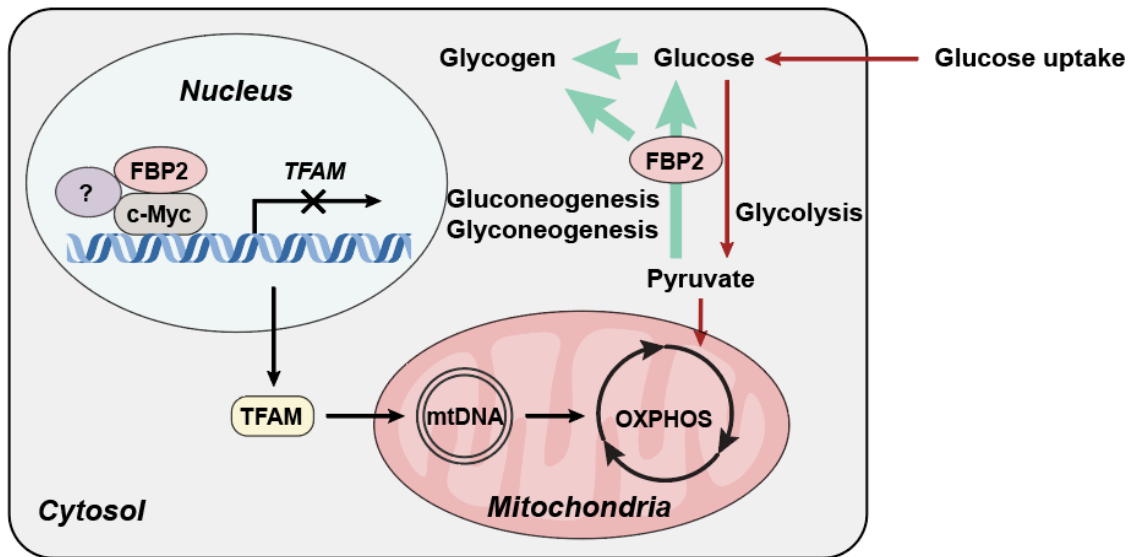 Glycogen
Glucose
Glucose uptake
Nucleus
FBP2
TFAM
?
c-Myc
FBP2
Gluconeogenesis
Glyconeogenesis
Glycolysis
Pyruvate
TFAM
mtDNA
OXPHOS
Mitochondria
Cytosol